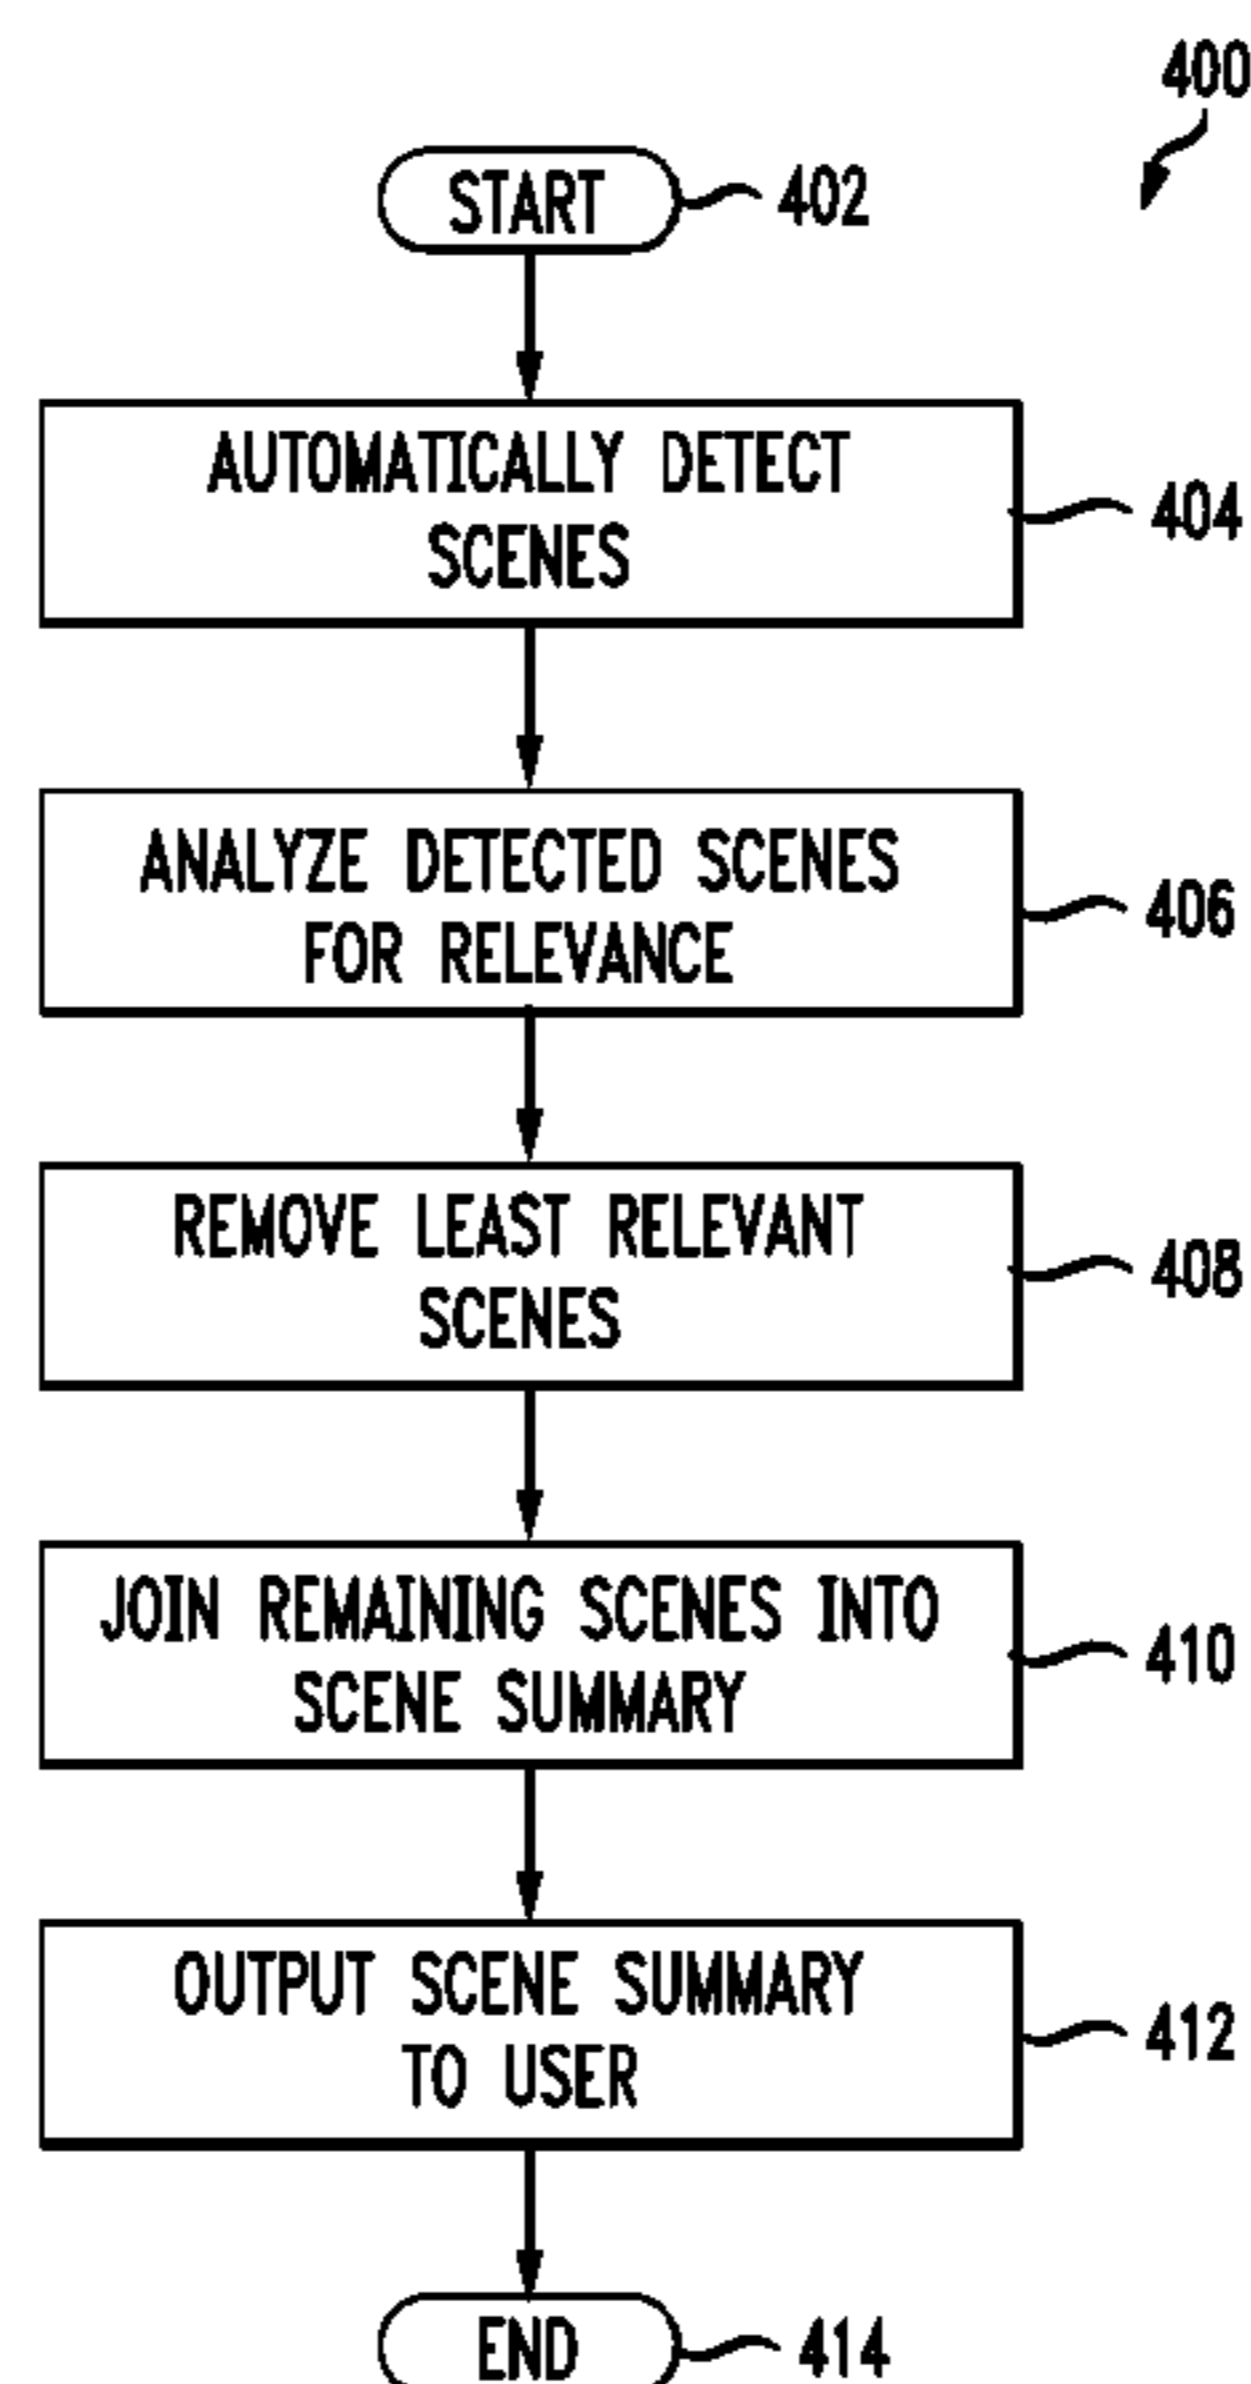 400
START
402
AUTOMATICALLY DETECT
SCENES
404
ANALYZE DETECTED SCENES
FOR RELEVANCE
406
REMOVE LEAST RELEVANT
SCENES
408
JOIN REMAINING SCENES INTO
SCENE SUMMARY
410
OUTPUT SCENE SUMMARY
TO USER
412
END
414